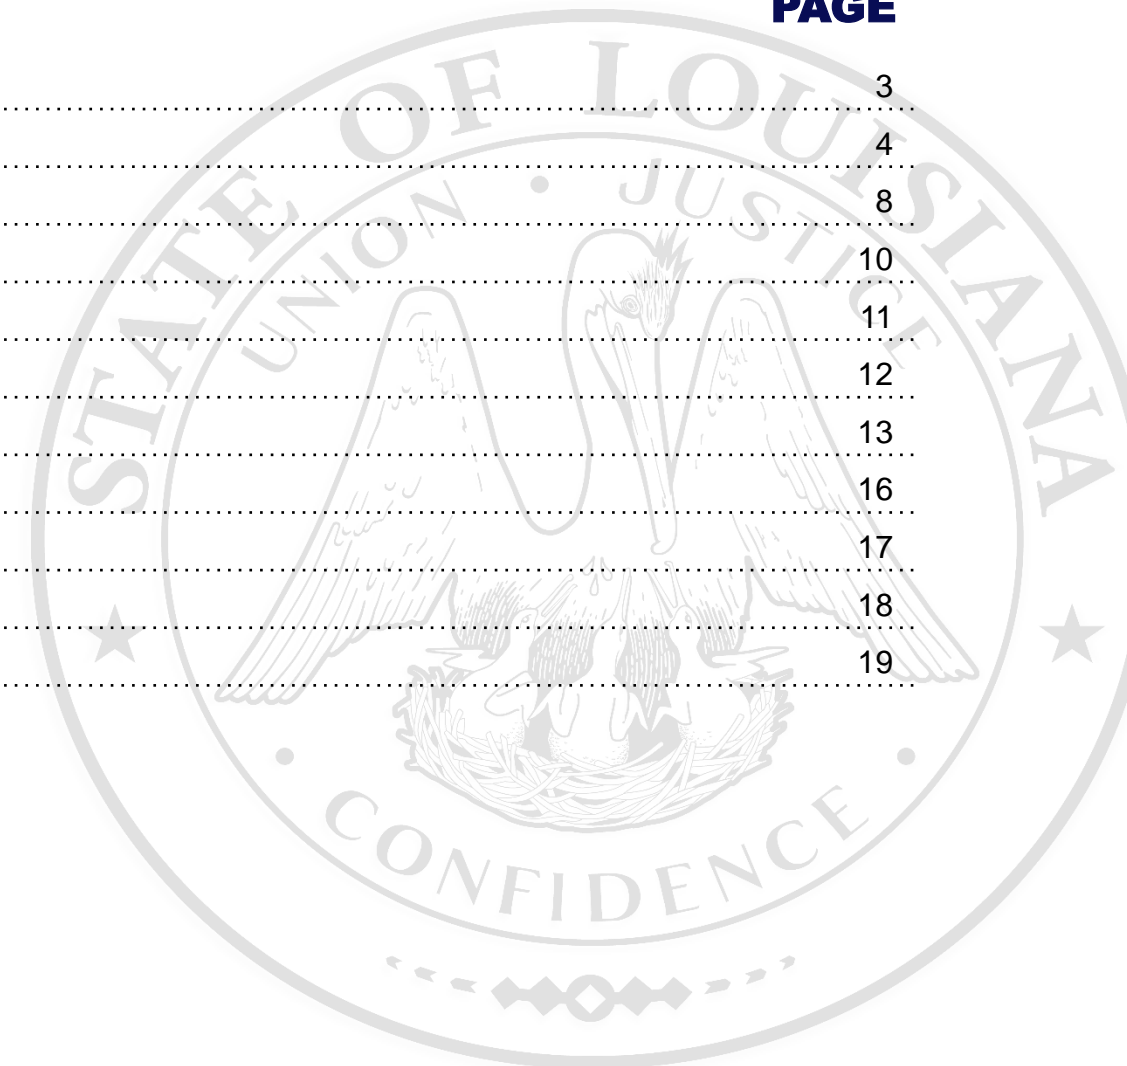 PAGE
STATE OF LOUISIANA
UNION • JUSTICE
........ 3
........ 4
........ 8
........ 10
........ 11
........ 12
........ 13
........ 16
........ 17
........ 18
........ 19
CONFIDENCE